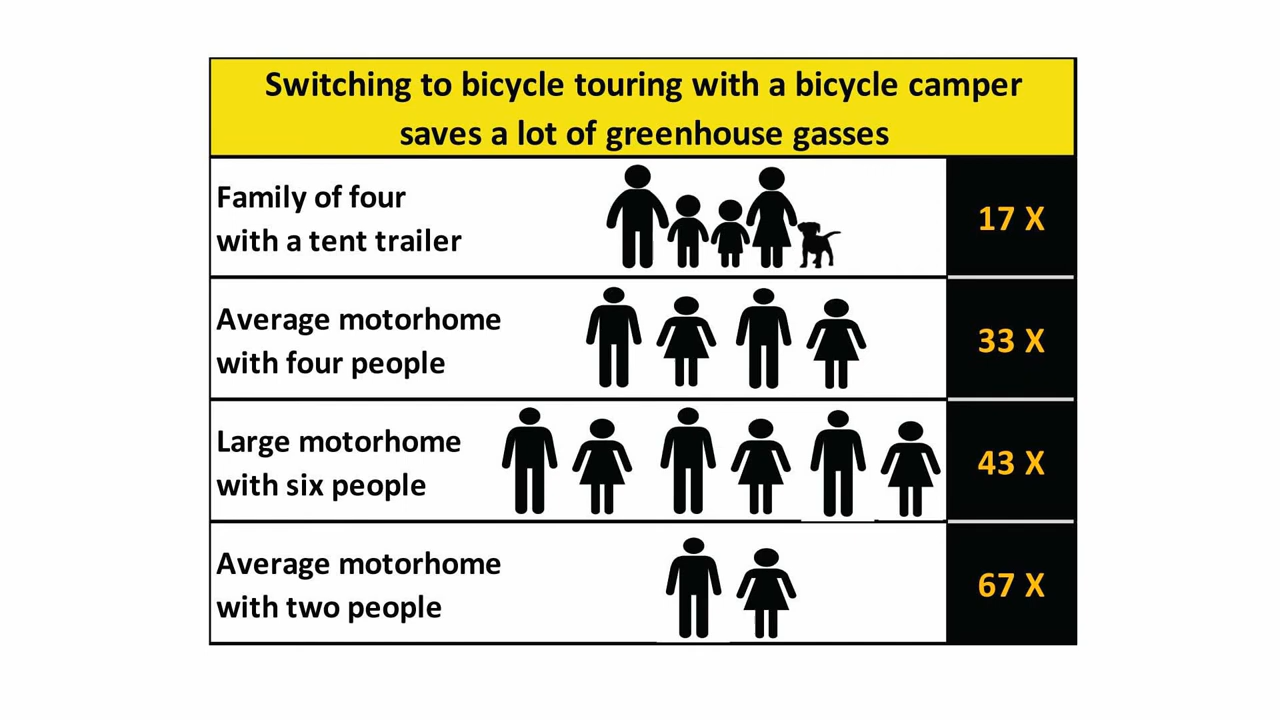 Switching to bicycle touring with a bicycle camper
saves a lot of greenhouse gasses
Family of four
with a tent trailer
17 X
Average motorhome
with four people
33 X
Large motorhome
with six people
43 X
Average motorhome
with two people
67 X